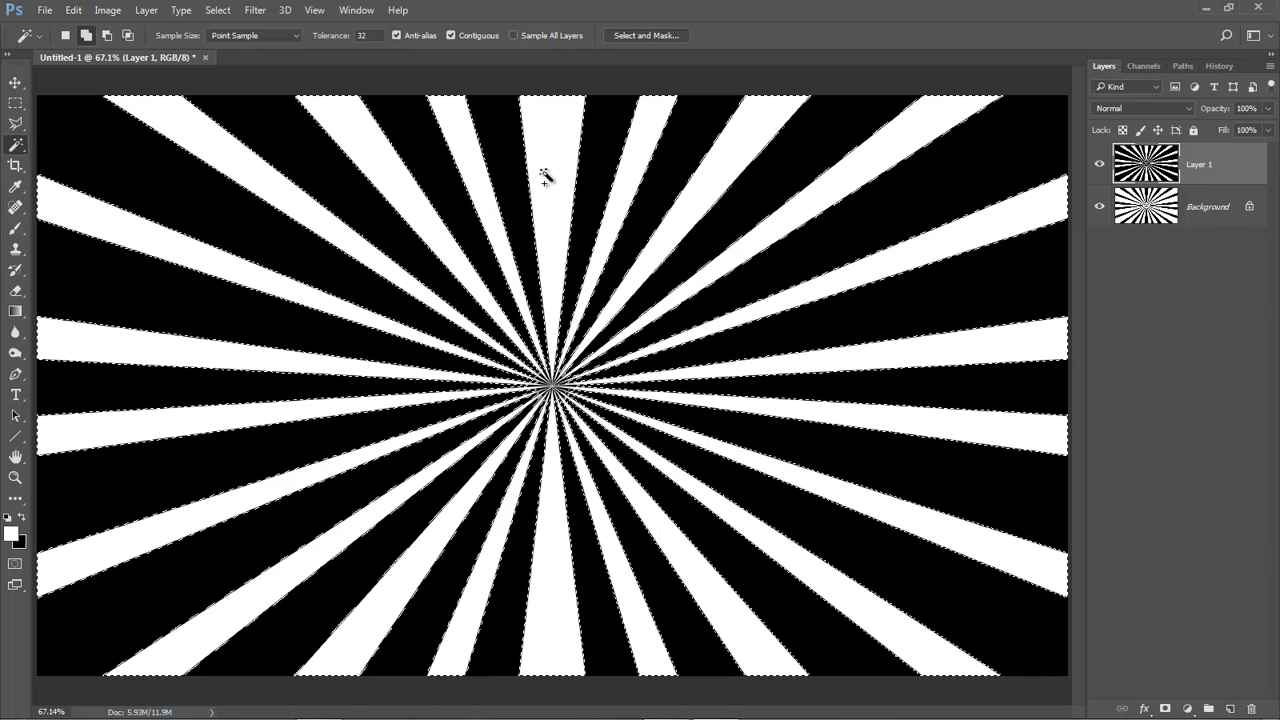 Ps File Edit Image Layer Type Select Filter 3D View Window Help
Sample Size: Point Sample Tolerance: 32 Anti-alias Contiguous Sample All Layers Select and Mask...
Untitled-1 @ 67.1% (Layer 1, RGB/8) * ×
Layers Channels Paths History
Kind
Normal Opacity: 100%
Lock: Fill: 100%
Layer 1
Background
T
67.14% Doc: 5.93M/11.9M